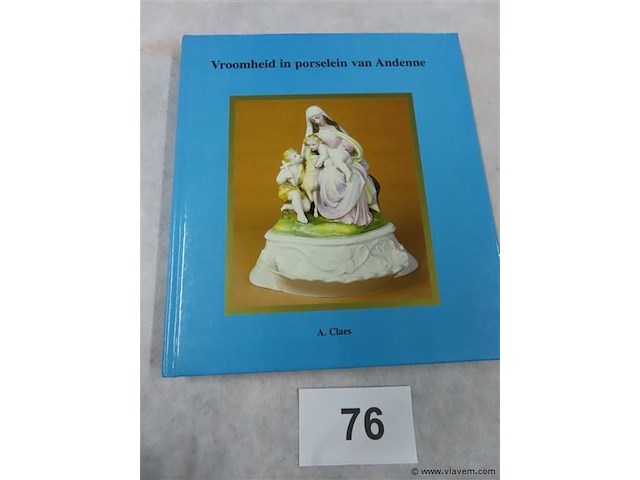 Vroomheid in porselein van Andenne
A. Claes
76
© www.vlavem.com